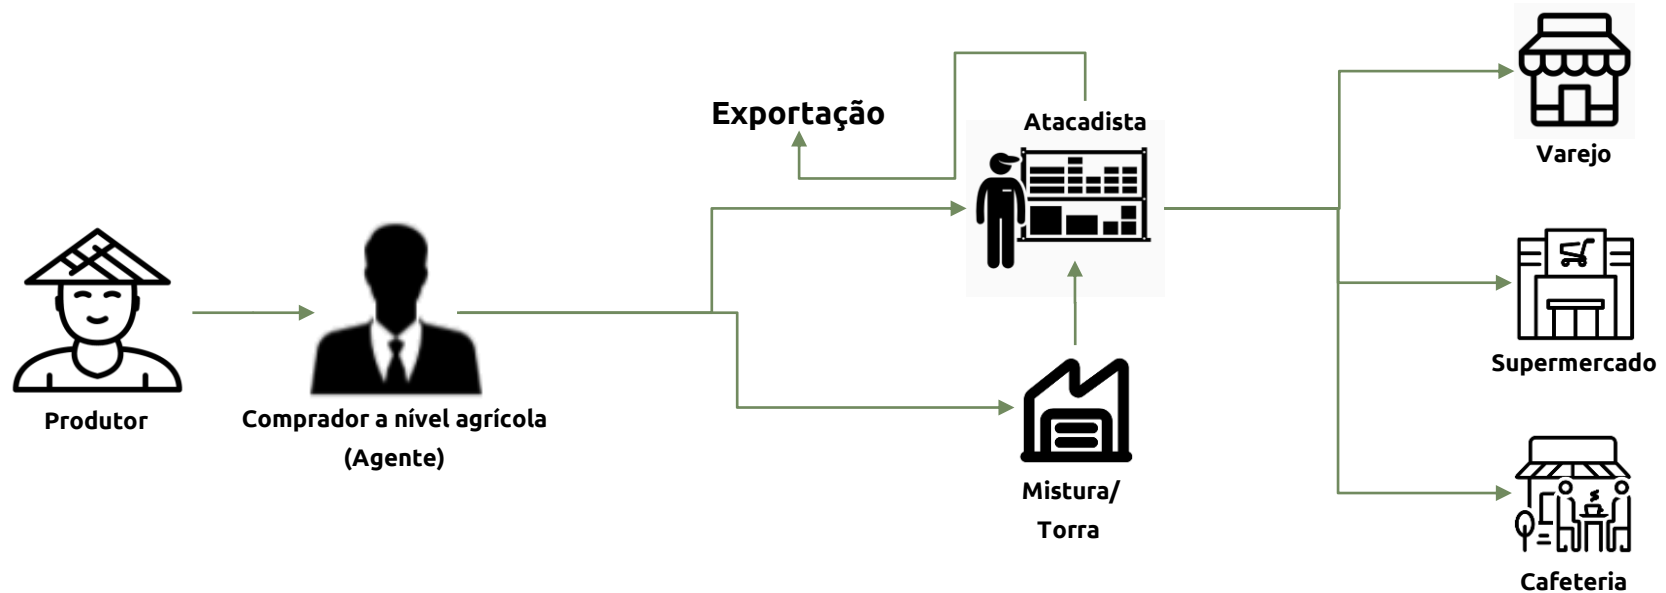 Exportação
Atacadista
Varejo
Supermercado
Produtor
Comprador a nível agrícola
(Agente)
Mistura/
Torra
Cafeteria